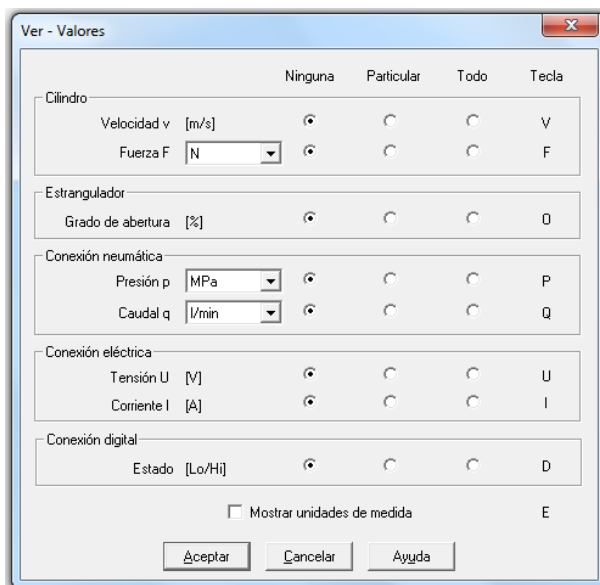 Ver - Valores
Ninguna Particular Todo Tecla
Cilindro
Velocidad v [m/s] V
Fuerza F N F
Estrangulador
Grado de abertura [%] O
Conexión neumática
Presión p MPa P
Caudal q l/min Q
Conexión eléctrica
Tensión U [V] U
Corriente I [A] I
Conexión digital
Estado [Lo/Hi] D
Mostrar unidades de medida E
Aceptar Cancelar Ayuda